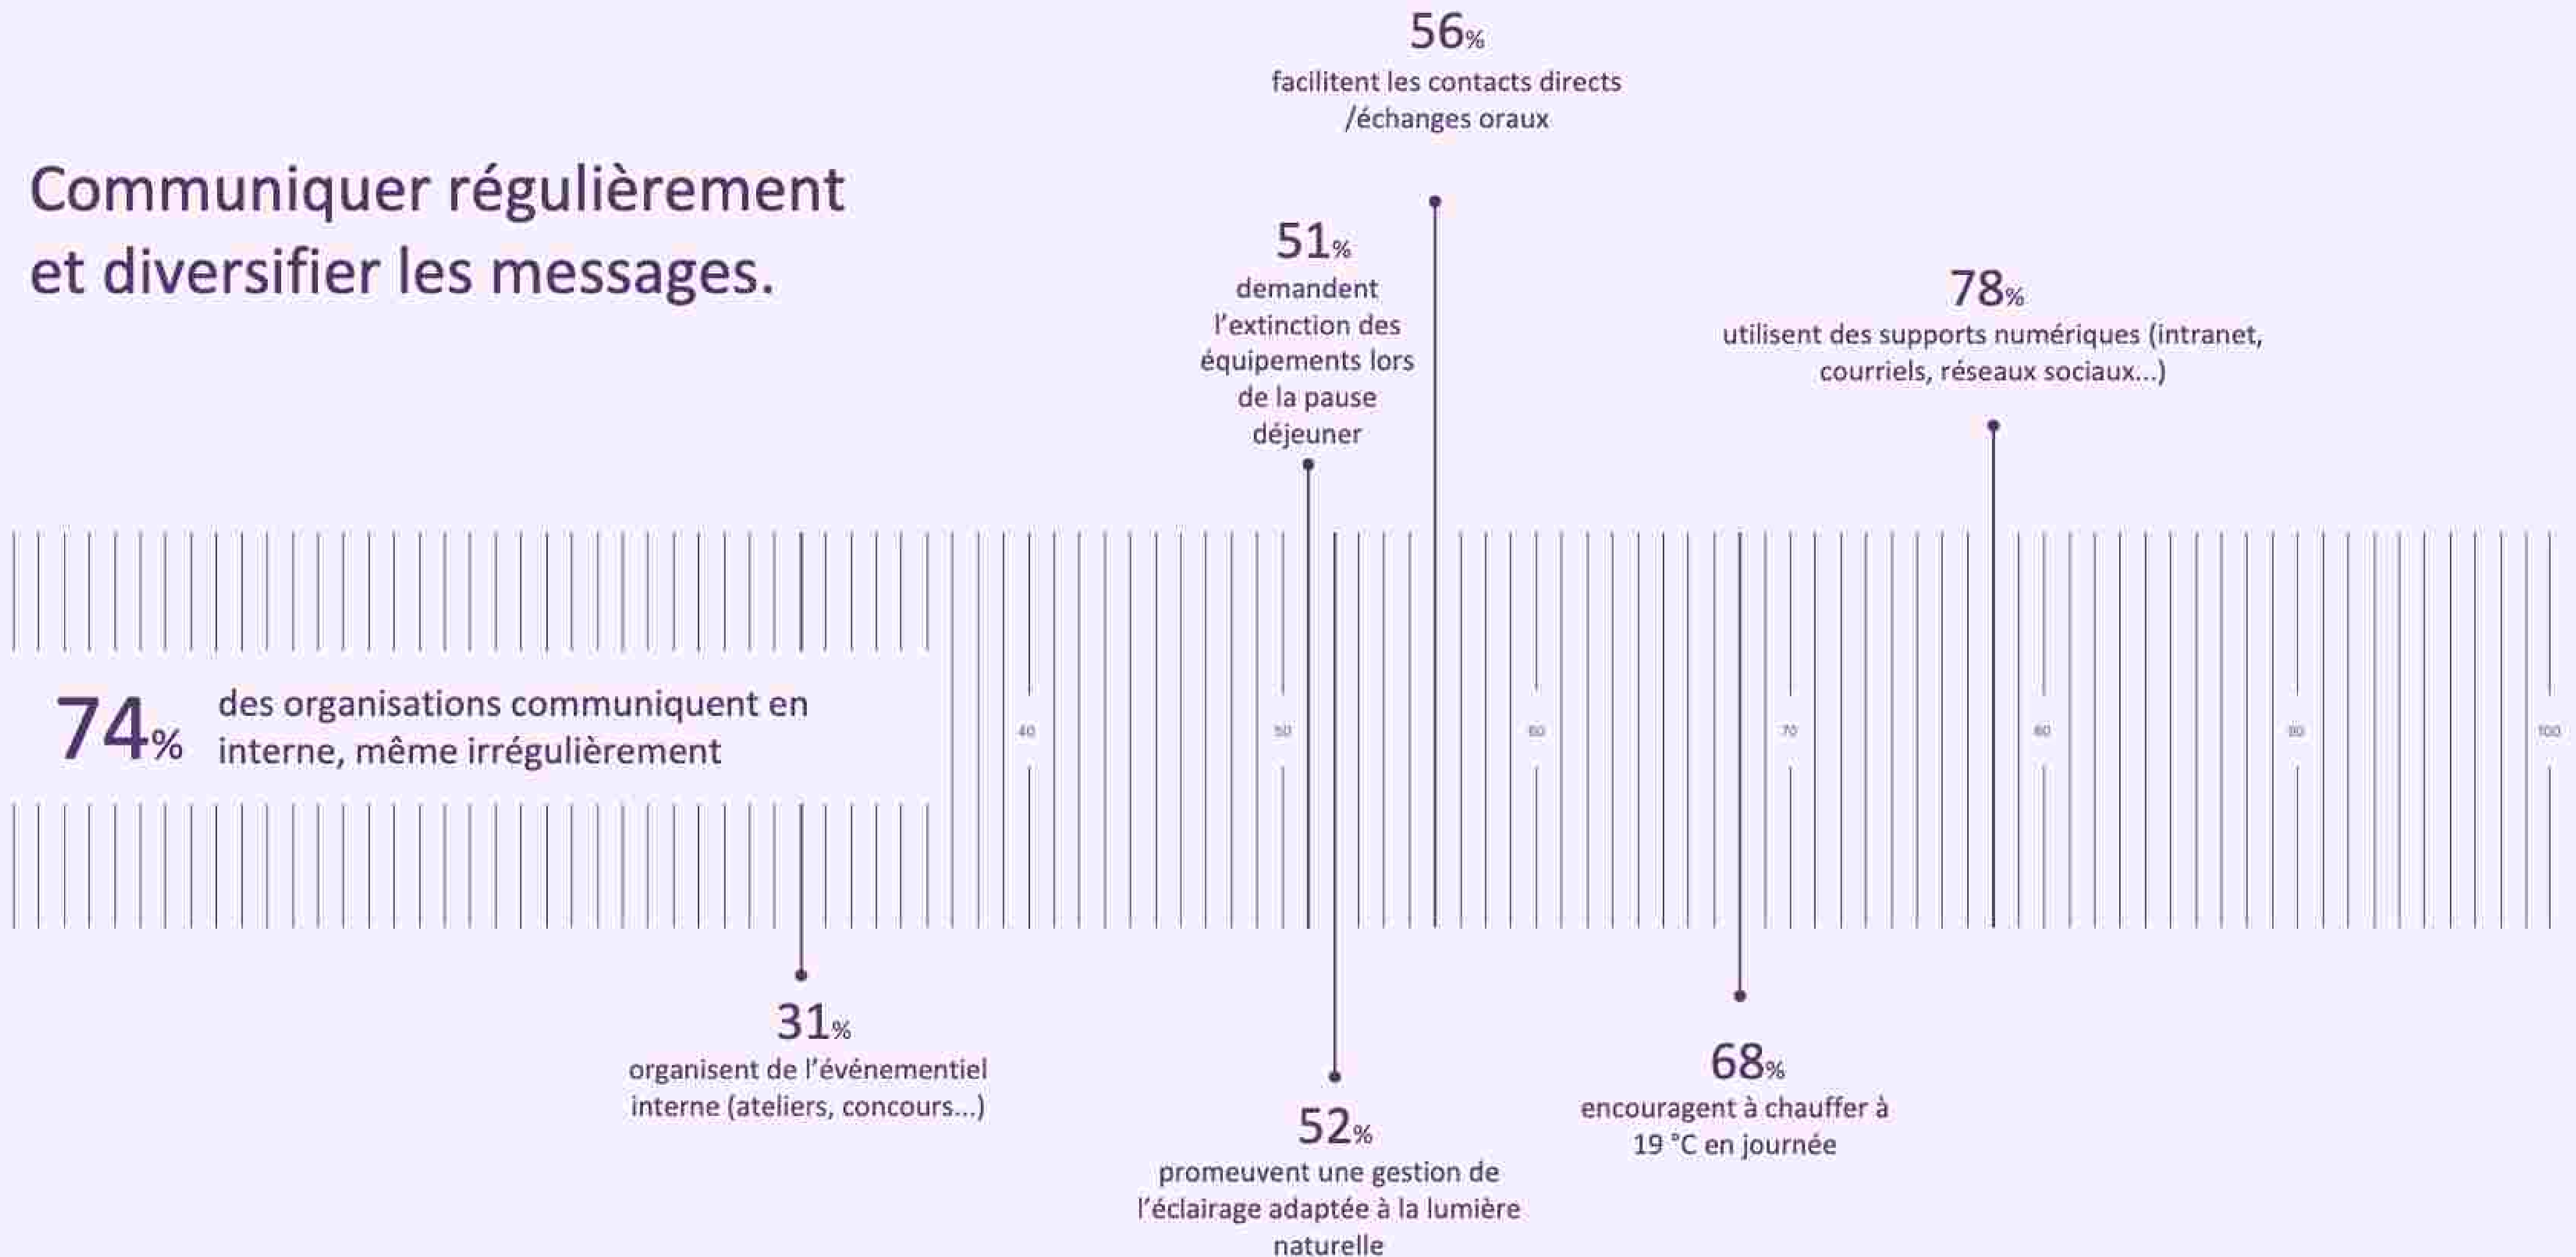 Communiquer régulièrement
et diversifier les messages.
56%
facilitent les contacts directs
/échanges oraux
51%
demandent
l'extinction des
équipements lors
de la pause
déjeuner
78%
utilisent des supports numériques (intranet,
courriels, réseaux sociaux...)
74% des organisations communiquent en
interne, même irrégulièrement
40
50
60
70
80
90
100
31%
organisent de l'événementiel
interne (ateliers, concours...)
52%
promeuvent une gestion de
l'éclairage adaptée à la lumière
naturelle
68%
encouragent à chauffer à
19 °C en journée